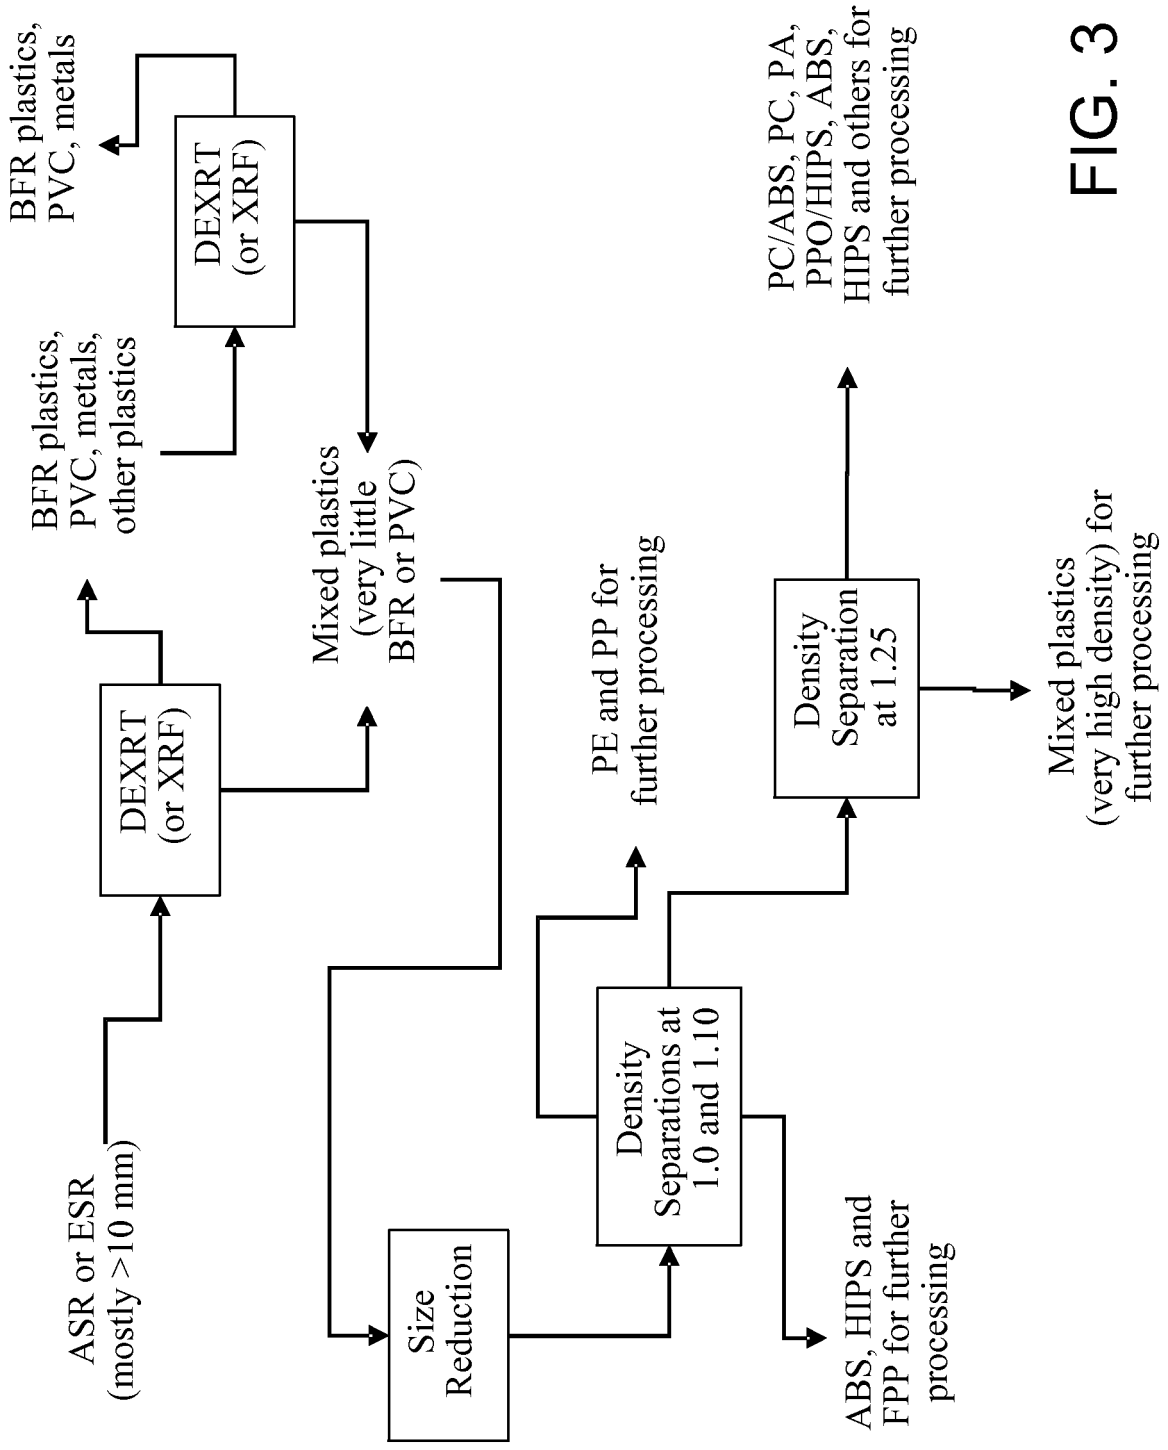 ASR or ESR
(mostly >10 mm)
DEXRT
(or XRF)
BFR plastics,
PVC, metals,
other plastics
DEXRT
(or XRF)
BFR plastics,
PVC, metals
Mixed plastics
(very little
BFR or PVC)
Size
Reduction
Density
Separations at
1.0 and 1.10
PE and PP for
further processing
ABS, HIPS and
FPP for further
processing
Density
Separation
at 1.25
PC/ABS, PC, PA,
PPO/HIPS, ABS,
HIPS and others for
further processing
Mixed plastics
(very high density) for
further processing
FIG. 3